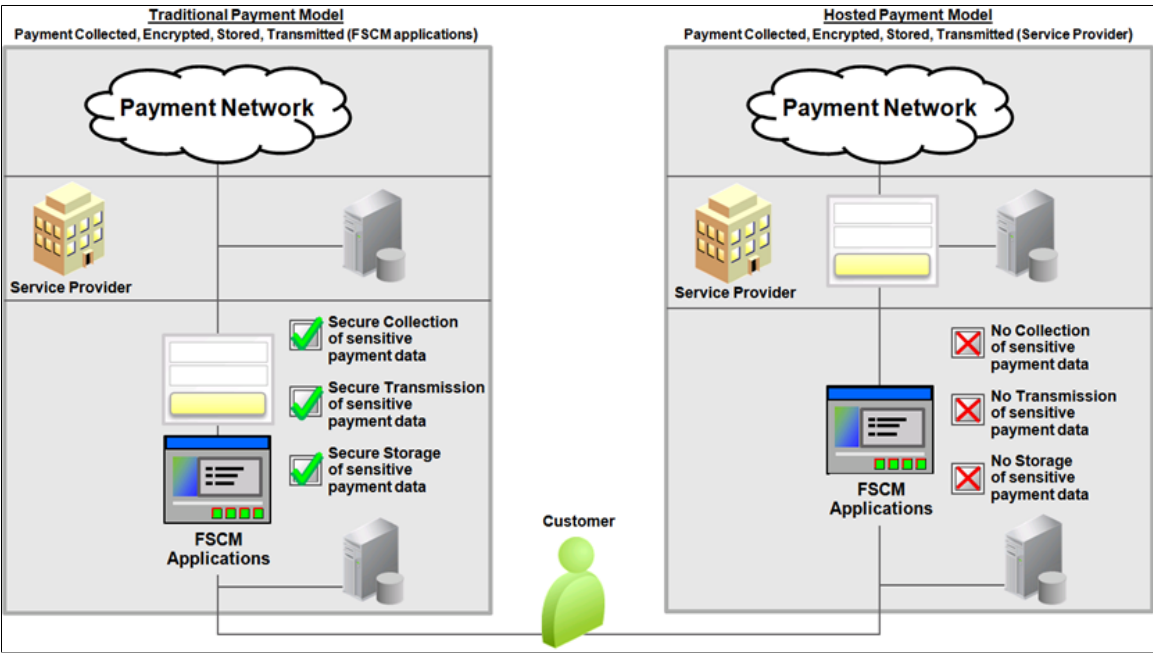 Traditional Payment Model
Payment Collected, Encrypted, Stored, Transmitted (FSCM applications)
Payment Network
Service Provider
Secure Collection
of sensitive
payment data
Secure Transmission
of sensitive
payment data
Secure Storage
of sensitive
payment data
FSCM
Applications
Customer
Hosted Payment Model
Payment Collected, Encrypted, Stored, Transmitted (Service Provider)
Payment Network
Service Provider
No Collection
of sensitive
payment data
No Transmission
of sensitive
payment data
No Storage
of sensitive
payment data
FSCM
Applications